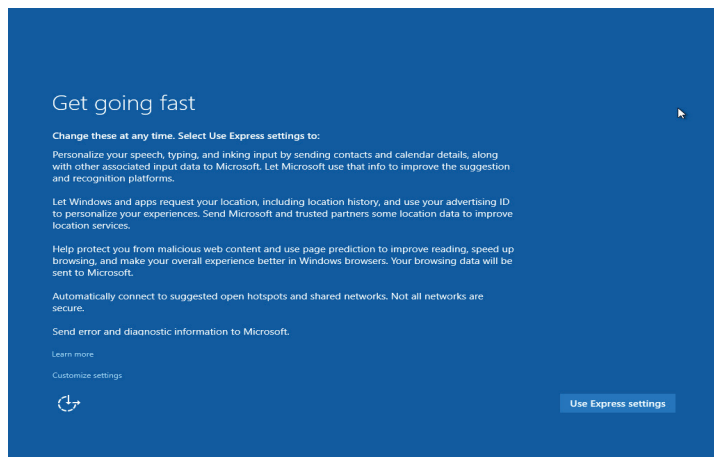 Get going fast
Change these at any time. Select Use Express settings to:
Personalize your speech, typing, and inking input by sending contacts and calendar details, along
with other associated input data to Microsoft. Let Microsoft use that info to improve the suggestion
and recognition platforms.
Let Windows and apps request your location, including location history, and use your advertising ID
to personalize your experiences. Send Microsoft and trusted partners some location data to improve
location services.
Help protect you from malicious web content and use page prediction to improve reading, speed up
browsing, and make your overall experience better in Windows browsers. Your browsing data will be
sent to Microsoft.
Automatically connect to suggested open hotspots and shared networks. Not all networks are
secure.
Send error and diagnostic information to Microsoft.
Learn more
Customize settings
Use Express settings